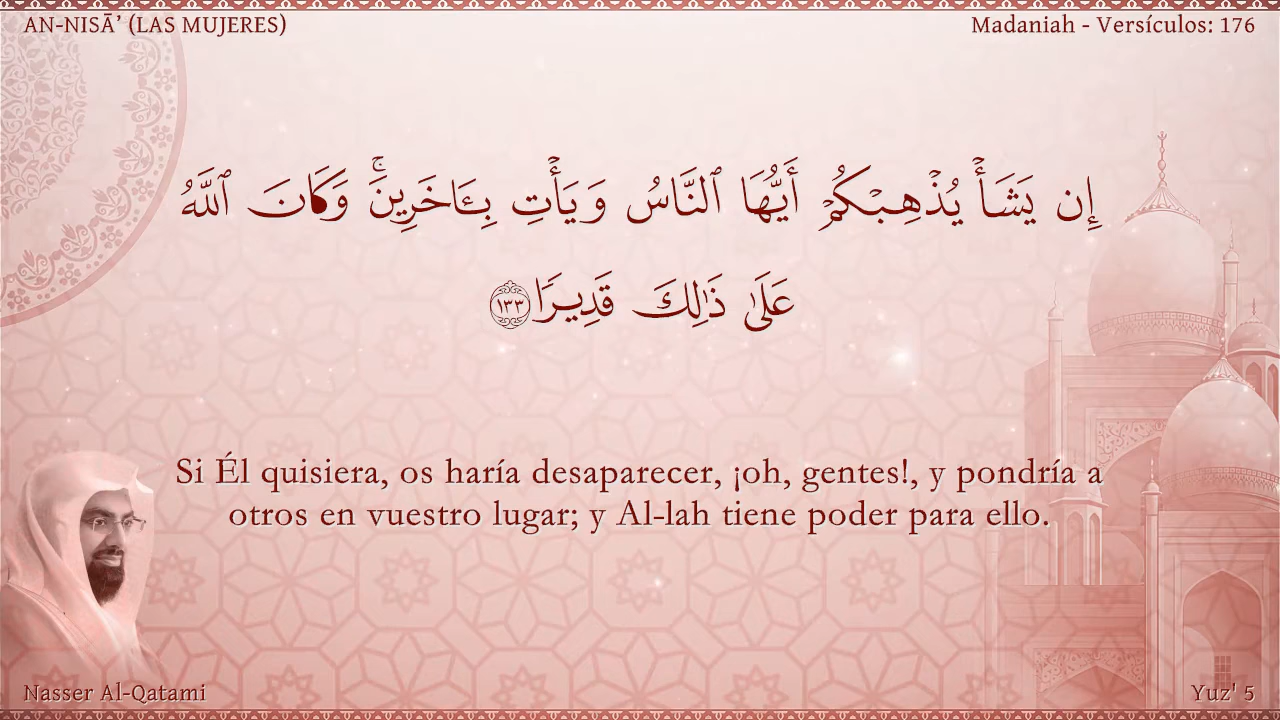 AN-NISĀ’ (LAS MUJERES)
Madaniah - Versículos: 176
إِن يَشَأۡ يُذۡهِبۡكُمۡ أَيُّهَا ٱلنَّاسُ وَيَأۡتِ بِـَٔاخَرِينَۚ وَكَانَ ٱللَّهُ
عَلَىٰ ذَٰلِكَ قَدِيرٗا ١٣٣
Si Él quisiera, os haría desaparecer, ¡oh, gentes!, y pondría a
otros en vuestro lugar; y Al-lah tiene poder para ello.
Nasser Al-Qatami
Yuz' 5